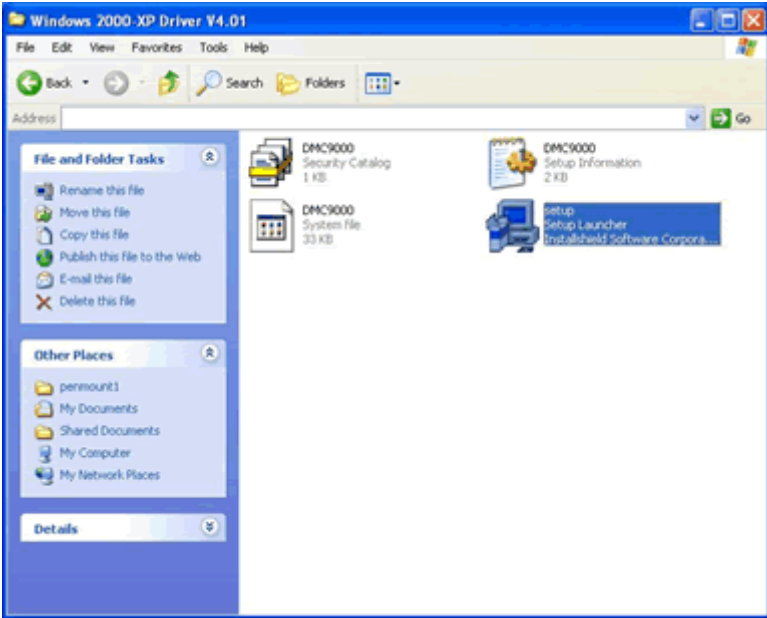 Windows 2000-XP Driver V4.01
File Edit View Favorites Tools Help
Back Search Folders
Address Go
File and Folder Tasks
Rename this file
Move this file
Copy this file
Publish this file to the Web
E-mail this file
Delete this file
Other Places
penmount1
My Documents
Shared Documents
My Computer
My Network Places
Details
DMC9000
Security Catalog
1 KB
DMC9000
Setup Information
2 KB
DMC9000
System file
33 KB
setup
Setup Launcher
InstallShield Software Corpora...